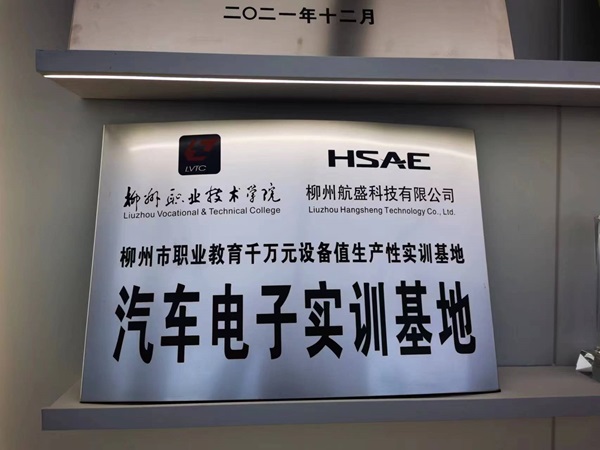 二〇二一年十二月
LVTC
HSAE
柳州职业技术学院
柳州航盛科技有限公司
Liuzhou Vocational & Technical College
Liuzhou Hangsheng Technology Co., Ltd.
柳州市职业教育千万元设备值生产性实训基地
汽车电子实训基地